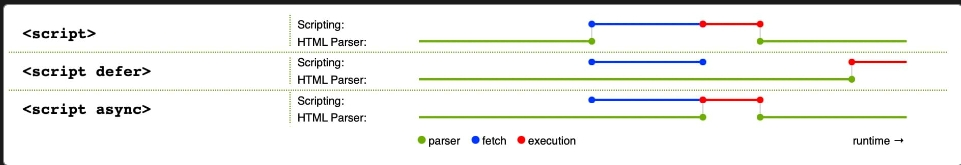 <script>
Scripting:
HTML Parser:
<script defer>
Scripting:
HTML Parser:
<script async>
Scripting:
HTML Parser:
parser fetch execution runtime →